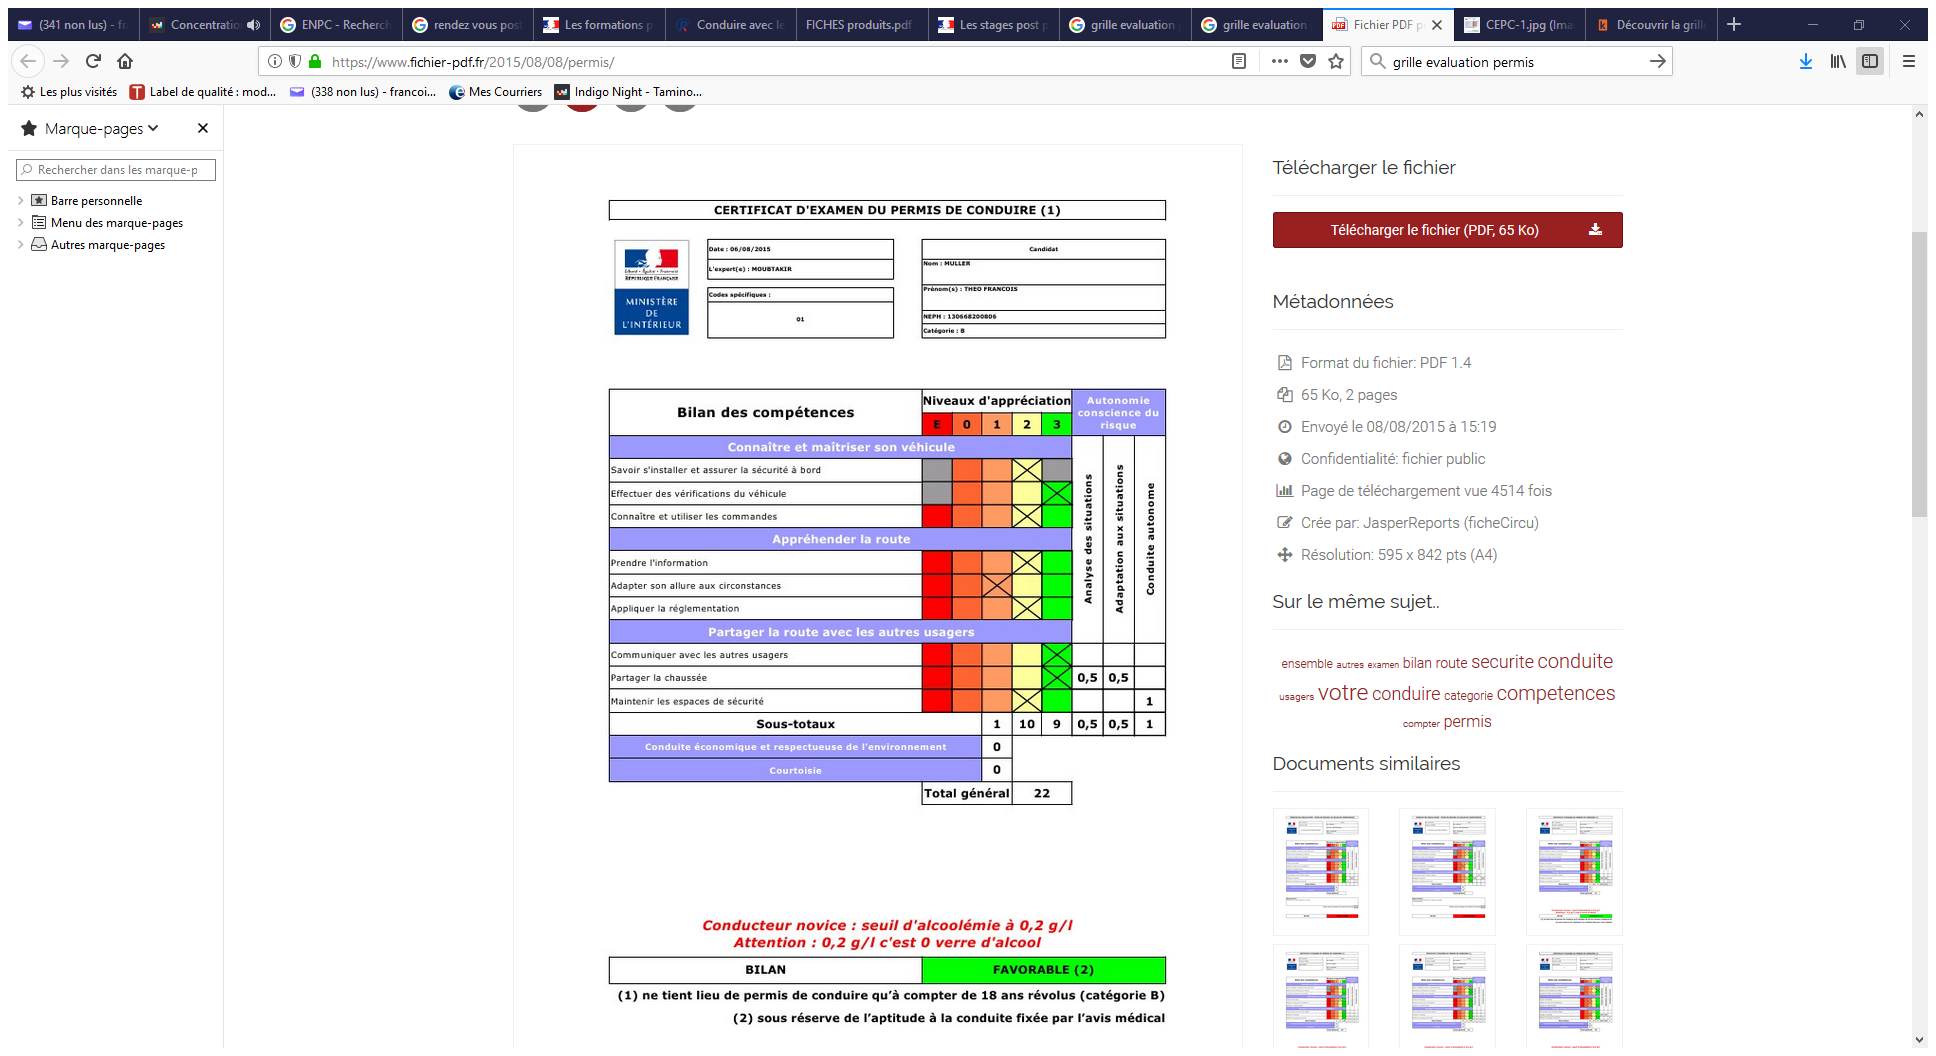 (341 non lus) - fr
Concentratio
ENPC - Recherch
rendez vous post
Les formations p
Conduire avec le
FICHES produits.pdf
Les stages post p
grille evaluation
grille evaluation
Fichier PDF p
CEPC-1.jpg (Ima
Découvrir la grill
https://www.fichier-pdf.fr/2015/08/08/permis/
grille evaluation permis
Les plus visités
Label de qualité : mod...
(338 non lus) - francoi...
Mes Courriers
Indigo Night - Tamino...
Marque-pages
Rechercher dans les marque-p
Barre personnelle
Menu des marque-pages
Autres marque-pages
CERTIFICAT D'EXAMEN DU PERMIS DE CONDUIRE (1)
Liberté • Égalité • Fraternité
RÉPUBLIQUE FRANÇAISE
MINISTÈRE
DE
L'INTÉRIEUR
Date : 06/08/2015
L'expert(e) : MOUBTAKIR
Codes spécifiques :
01
Candidat
Nom : MULLER
Prénom(s) : THEO FRANCOIS
NEPH : 130668200806
Catégorie : B
Bilan des compétences
Niveaux d'appréciation
E 0 1 2 3
Autonomie
conscience du
risque
Connaître et maîtriser son véhicule
Savoir s'installer et assurer la sécurité à bord
Effectuer des vérifications du véhicule
Connaître et utiliser les commandes
Appréhender la route
Prendre l'information
Adapter son allure aux circonstances
Appliquer la réglementation
Analyse des situations
Adaptation aux situations
Conduite autonome
Partager la route avec les autres usagers
Communiquer avec les autres usagers
Partager la chaussée 0,5 0,5
Maintenir les espaces de sécurité 1
Sous-totaux 1 10 9 0,5 0,5 1
Conduite économique et respectueuse de l'environnement 0
Courtoisie 0
Total général 22
Conducteur novice : seuil d'alcoolémie à 0,2 g/l
Attention : 0,2 g/l c'est 0 verre d'alcool
BILAN FAVORABLE (2)
(1) ne tient lieu de permis de conduire qu'à compter de 18 ans révolus (catégorie B)
(2) sous réserve de l'aptitude à la conduite fixée par l'avis médical
Télécharger le fichier
Télécharger le fichier (PDF, 65 Ko)
Métadonnées
Format du fichier: PDF 1.4
65 Ko, 2 pages
Envoyé le 08/08/2015 à 15:19
Confidentialité: fichier public
Page de téléchargement vue 4514 fois
Crée par: JasperReports (ficheCircu)
Résolution: 595 x 842 pts (A4)
Sur le même sujet..
ensemble autres examen bilan route securite conduite
usagers votre conduire categorie competences
compter permis
Documents similaires